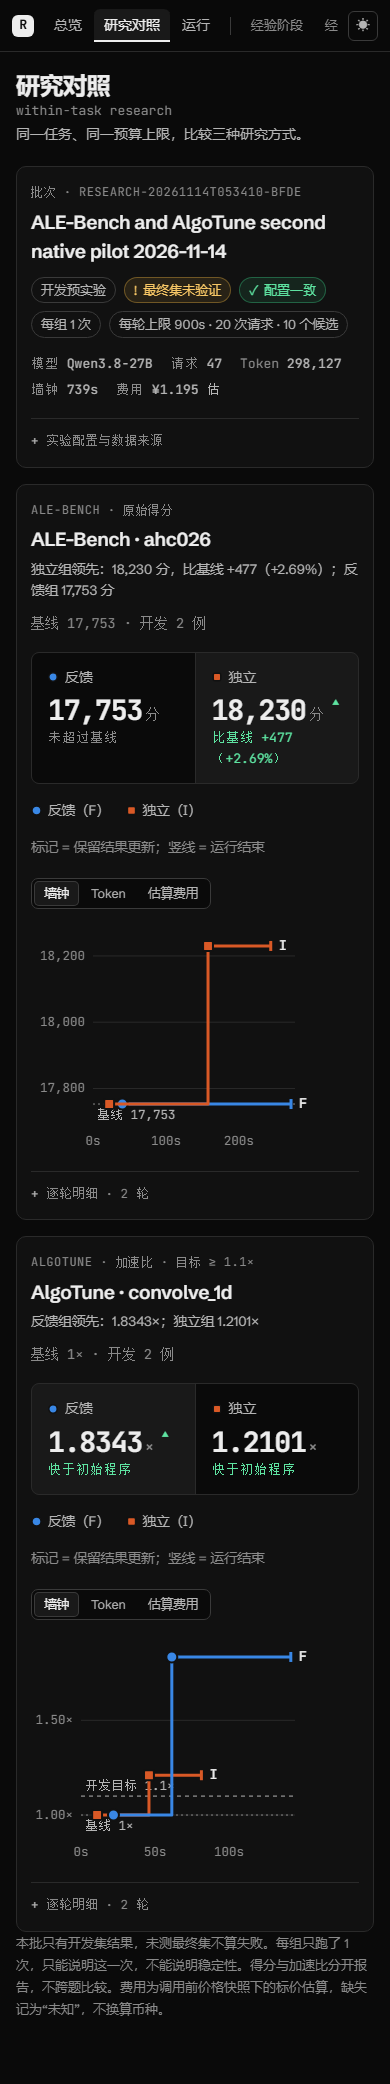 R 总览 研究对照 运行 经验阶段 经
研究对照
within-task research
同一任务、同一预算上限，比较三种研究方式。
批次 · RESEARCH-20261114T053410-BFDE
ALE-Bench and AlgoTune second
native pilot 2026-11-14
开发预实验 ! 最终集未验证 ✓ 配置一致
每组 1 次 每轮上限 900s · 20 次请求 · 10 个候选
模型 Qwen3.8-27B 请求 47 Token 298,127
墙钟 739s 费用 ¥1.195 估
+ 实验配置与数据来源
ALE-BENCH · 原始得分
ALE-Bench · ahc026
独立组领先：18,230 分，比基线 +477（+2.69%）；反
馈组 17,753 分
基线 17,753 · 开发 2 例
反馈 独立
17,753 分 18,230 分 ▲
未超过基线 比基线 +477
（+2.69%）
反馈（F） 独立（I）
标记 = 保留结果更新；竖线 = 运行结束
墙钟 Token 估算费用
I
18,200
18,000
17,800
F
基线 17,753
0s 100s 200s
+ 逐轮明细 · 2 轮
ALGOTUNE · 加速比 · 目标 ≥ 1.1×
AlgoTune · convolve_1d
反馈组领先：1.8343×；独立组 1.2101×
基线 1× · 开发 2 例
反馈 独立
1.8343 × ▲ 1.2101 ×
快于初始程序 快于初始程序
反馈（F） 独立（I）
标记 = 保留结果更新；竖线 = 运行结束
墙钟 Token 估算费用
F
1.50×
I
开发目标 1.1×
1.00×
基线 1×
0s 50s 100s
+ 逐轮明细 · 2 轮
本批只有开发集结果，未测最终集不算失败。每组只跑了 1
次，只能说明这一次，不能说明稳定性。得分与加速比分开报
告，不跨题比较。费用为调用前价格快照下的标价估算，缺失
记为“未知”，不换算币种。